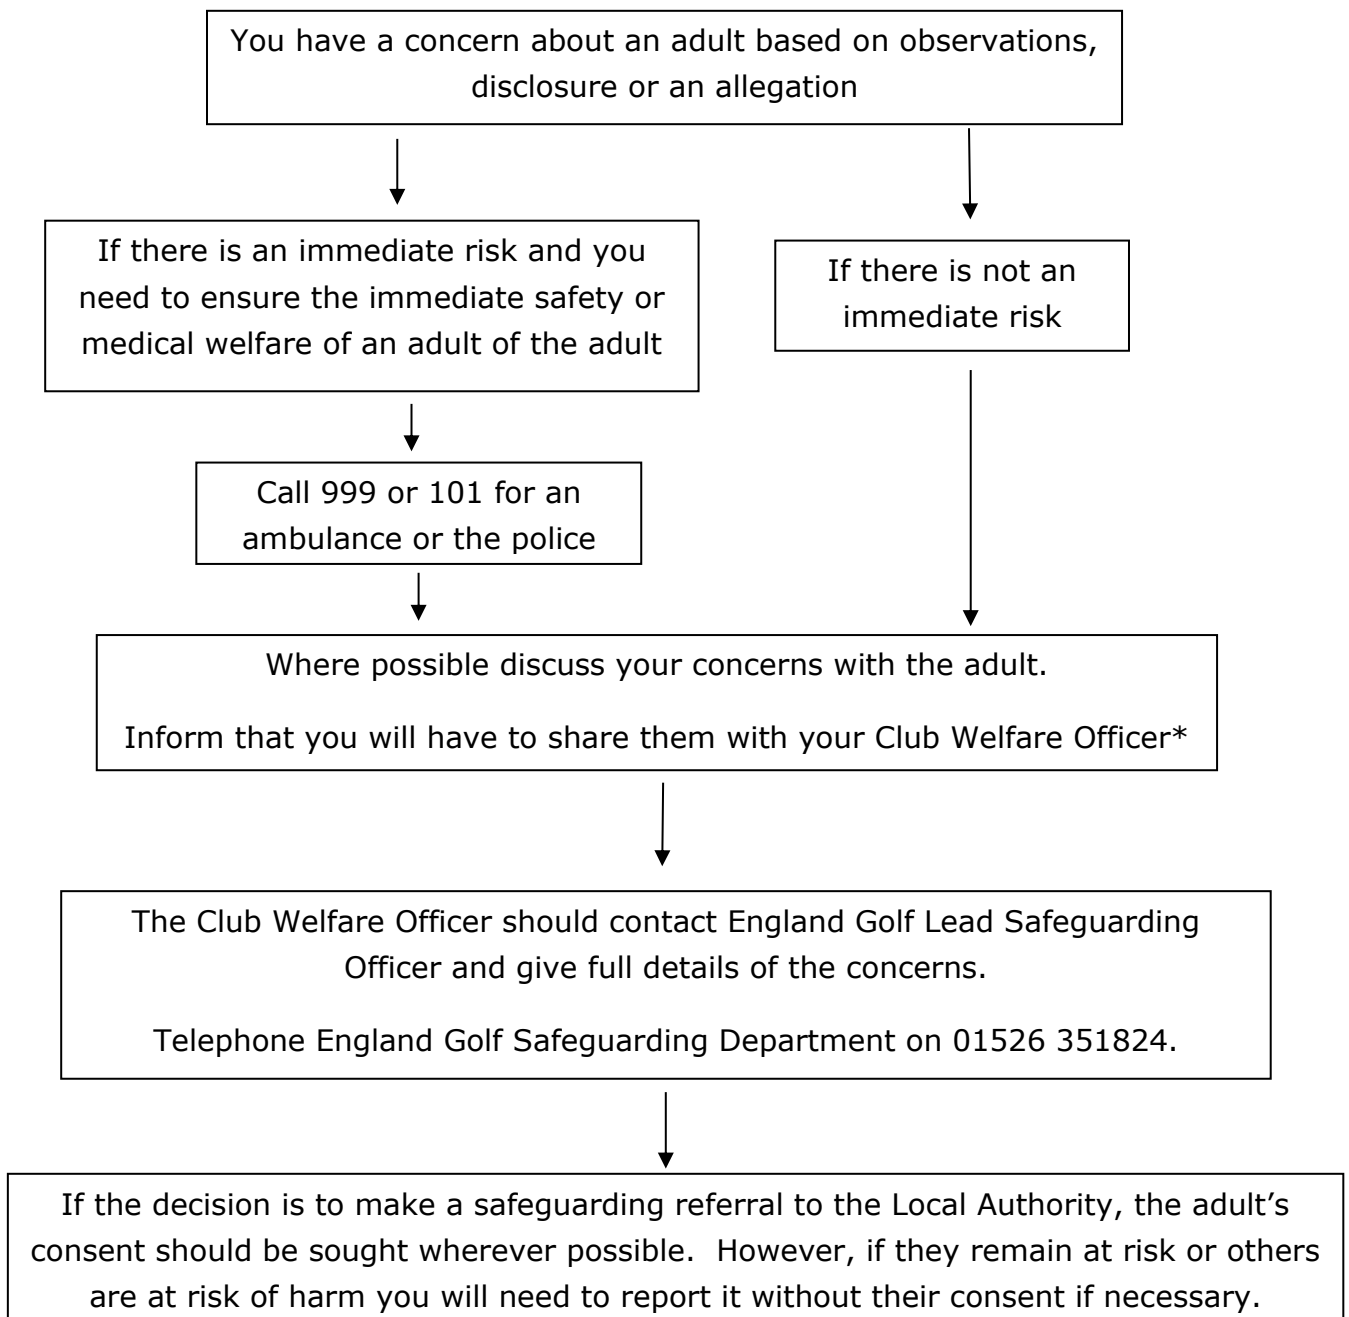 You have a concern about an adult based on observations,
disclosure or an allegation
If there is an immediate risk and you
need to ensure the immediate safety or
medical welfare of an adult of the adult
If there is not an
immediate risk
Call 999 or 101 for an
ambulance or the police
Where possible discuss your concerns with the adult.
Inform that you will have to share them with your Club Welfare Officer*
The Club Welfare Officer should contact England Golf Lead Safeguarding
Officer and give full details of the concerns.
Telephone England Golf Safeguarding Department on 01526 351824.
If the decision is to make a safeguarding referral to the Local Authority, the adult’s
consent should be sought wherever possible.  However, if they remain at risk or others
are at risk of harm you will need to report it without their consent if necessary.